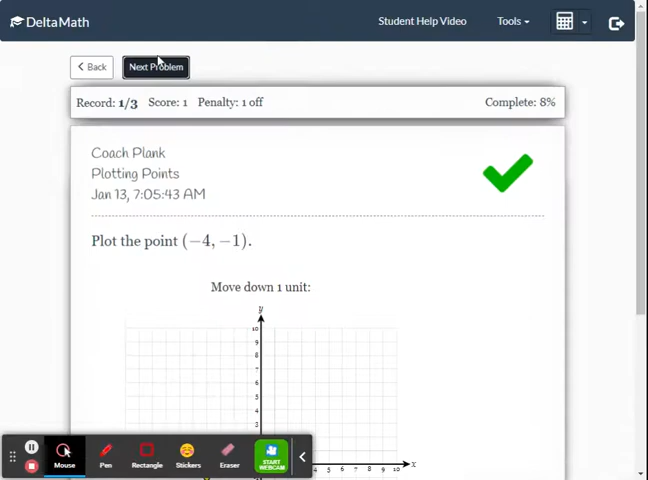 DeltaMath
Student Help Video
Tools
Back
Next Problem
Record: 1/3 Score: 1 Penalty: 1 off
Complete: 8%
Coach Plank
Plotting Points
Jan 13, 7:05:43 AM
Plot the point (−4, −1).
Move down 1 unit:
y
10
9
8
7
6
5
4
3
4 5 6 7 8 9 10 x
Mouse
Pen
Rectangle
Stickers
Eraser
START
WEBCAM